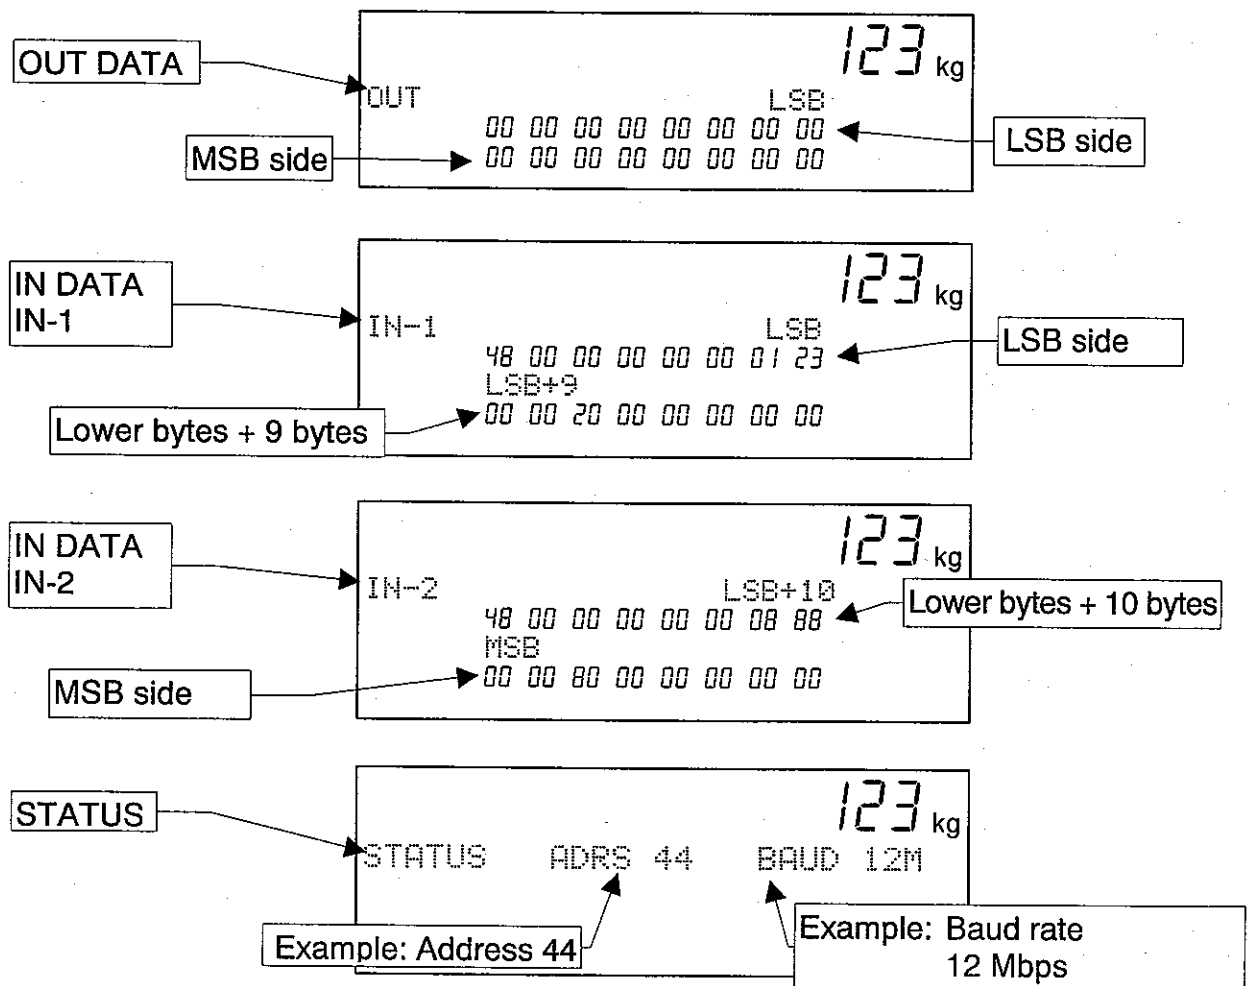 123 kg
OUT DATA
OUT LSB
00 00 00 00 00 00 00 00
LSB side
MSB side
00 00 00 00 00 00 00 00
123 kg
IN DATA
IN-1
IN-1 LSB
48 00 00 00 00 00 01 23
LSB side
LSB+9
Lower bytes + 9 bytes
00 00 20 00 00 00 00 00
123 kg
IN DATA
IN-2
IN-2 LSB+10
48 00 00 00 00 00 08 88
Lower bytes + 10 bytes
MSB
MSB side
00 00 80 00 00 00 00 00
123 kg
STATUS
STATUS ADRS 44 BAUD 12M
Example: Address 44
Example: Baud rate
12 Mbps